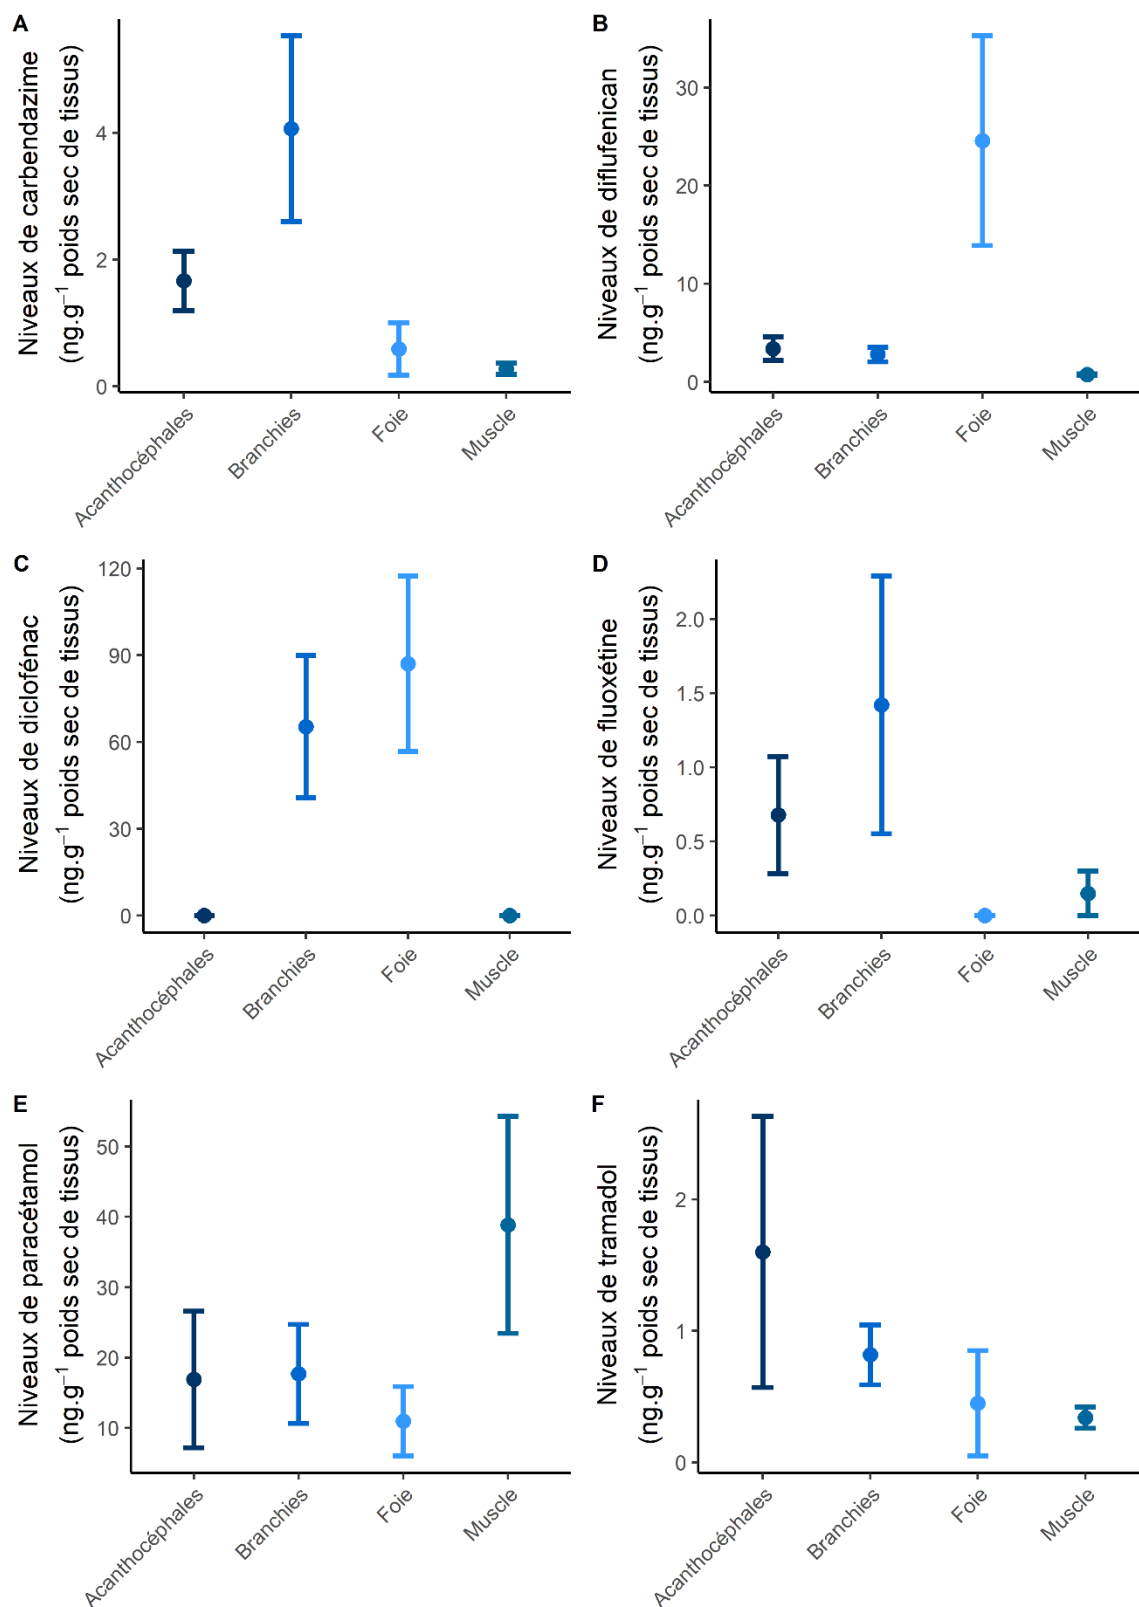 A
Niveaux de carbendazime
(ng.g⁻¹ poids sec de tissus)
4
2
0
Acanthocéphales
Branchies
Foie
Muscle
B
Niveaux de diflufenican
(ng.g⁻¹ poids sec de tissus)
30
20
10
0
Acanthocéphales
Branchies
Foie
Muscle
C
Niveaux de diclofénac
(ng.g⁻¹ poids sec de tissus)
120
90
60
30
0
Acanthocéphales
Branchies
Foie
Muscle
D
Niveaux de fluoxétine
(ng.g⁻¹ poids sec de tissus)
2.0
1.5
1.0
0.5
0.0
Acanthocéphales
Branchies
Foie
Muscle
E
Niveaux de paracétamol
(ng.g⁻¹ poids sec de tissus)
50
40
30
20
10
Acanthocéphales
Branchies
Foie
Muscle
F
Niveaux de tramadol
(ng.g⁻¹ poids sec de tissus)
2
1
0
Acanthocéphales
Branchies
Foie
Muscle